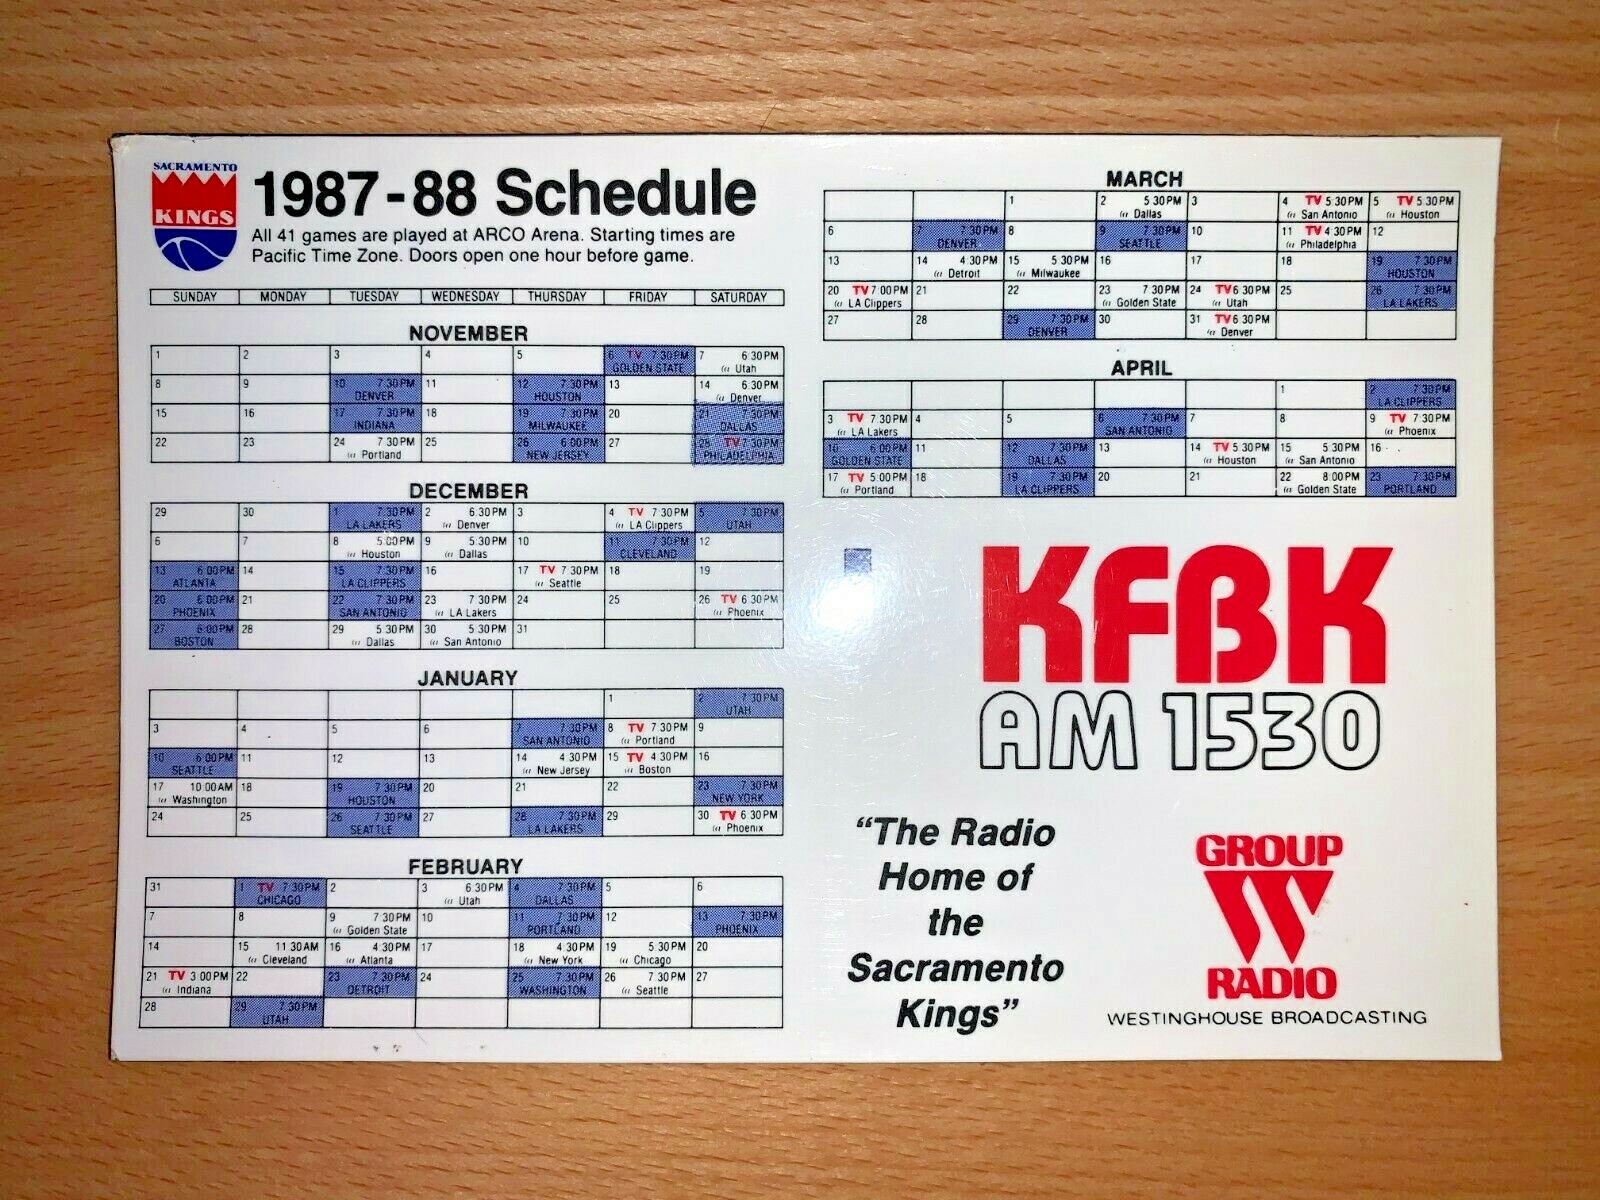 SACRAMENTO
KINGS
1987-88 Schedule
All 41 games are played at ARCO Arena. Starting times are
Pacific Time Zone. Doors open one hour before game.
SUNDAY MONDAY TUESDAY WEDNESDAY THURSDAY FRIDAY SATURDAY
NOVEMBER
1 2 3 4 5 6 TV 7:30PM 7 6:30PM
GOLDEN STATE @ Utah
8 9 10 7:30PM 11 12 7:30PM 13 14 6:30PM
DENVER HOUSTON @ Denver
15 16 17 7:30PM 18 19 7:30PM 20 21 7:30PM
INDIANA MILWAUKEE DALLAS
22 23 24 7:30PM 25 26 6:00PM 27 28 TV 7:30PM
@ Portland NEW JERSEY PHILADELPHIA
DECEMBER
29 30 1 7:30PM 2 6:30PM 3 4 TV 7:30PM 5 7:30PM
LA LAKERS @ Denver @ LA Clippers UTAH
6 7 8 5:00PM 9 5:30PM 10 11 7:30PM 12
@ Houston @ Dallas CLEVELAND
13 6:00PM 14 15 7:30PM 16 17 TV 7:30PM 18 19
ATLANTA LA CLIPPERS @ Seattle
20 6:00PM 21 22 7:30PM 23 7:30PM 24 25 26 TV 6:30PM
PHOENIX SAN ANTONIO @ LA Lakers @ Phoenix
27 6:00PM 28 29 5:30PM 30 5:30PM 31
BOSTON @ Dallas @ San Antonio
JANUARY
1 2 7:30PM
UTAH
3 4 5 6 7 7:30PM 8 TV 7:30PM 9
SAN ANTONIO @ Portland
10 6:00PM 11 12 13 14 4:30PM 15 TV 4:30PM 16
SEATTLE @ New Jersey @ Boston
17 10:00AM 18 19 7:30PM 20 21 22 23 7:30PM
@ Washington HOUSTON NEW YORK
24 25 26 7:30PM 27 28 7:30PM 29 30 TV 6:30PM
SEATTLE LA LAKERS @ Phoenix
FEBRUARY
31 1 TV 7:30PM 2 3 6:30PM 4 7:30PM 5 6
CHICAGO @ Utah DALLAS
7 8 9 7:30PM 10 11 7:30PM 12 13 7:30PM
@ Golden State PORTLAND PHOENIX
14 15 11:30AM 16 4:30PM 17 18 4:30PM 19 5:30PM 20
@ Cleveland @ Atlanta @ New York @ Chicago
21 TV 3:00PM 22 23 7:30PM 24 25 7:30PM 26 7:30PM 27
@ Indiana DETROIT WASHINGTON @ Seattle
28 29 7:30PM
UTAH
MARCH
1 2 5:30PM 3 4 TV 5:30PM 5 TV 5:30PM
@ Dallas @ San Antonio @ Houston
6 7 7:30PM 8 9 7:30PM 10 11 TV 4:30PM 12
DENVER SEATTLE @ Philadelphia
13 14 4:30PM 15 5:30PM 16 17 18 19 7:30PM
@ Detroit @ Milwaukee HOUSTON
20 TV 7:00PM 21 22 23 7:30PM 24 TV 6:30PM 25 26 7:30PM
@ LA Clippers @ Golden State @ Utah LA LAKERS
27 28 29 7:30PM 30 31 TV 6:30PM
DENVER @ Denver
APRIL
1 2 7:30PM
LA CLIPPERS
3 TV 7:30PM 4 5 6 7:30PM 7 8 9 TV 7:30PM
@ LA Lakers SAN ANTONIO @ Phoenix
10 6:00PM 11 12 7:30PM 13 14 TV 5:30PM 15 5:30PM 16
GOLDEN STATE DALLAS @ Houston @ San Antonio
17 TV 5:00PM 18 19 7:30PM 20 21 22 8:00PM 23 7:30PM
@ Portland LA CLIPPERS @ Golden State PORTLAND
KFBK
AM 1530
"The Radio
Home of
the
Sacramento
Kings"
GROUP
W
RADIO
WESTINGHOUSE BROADCASTING